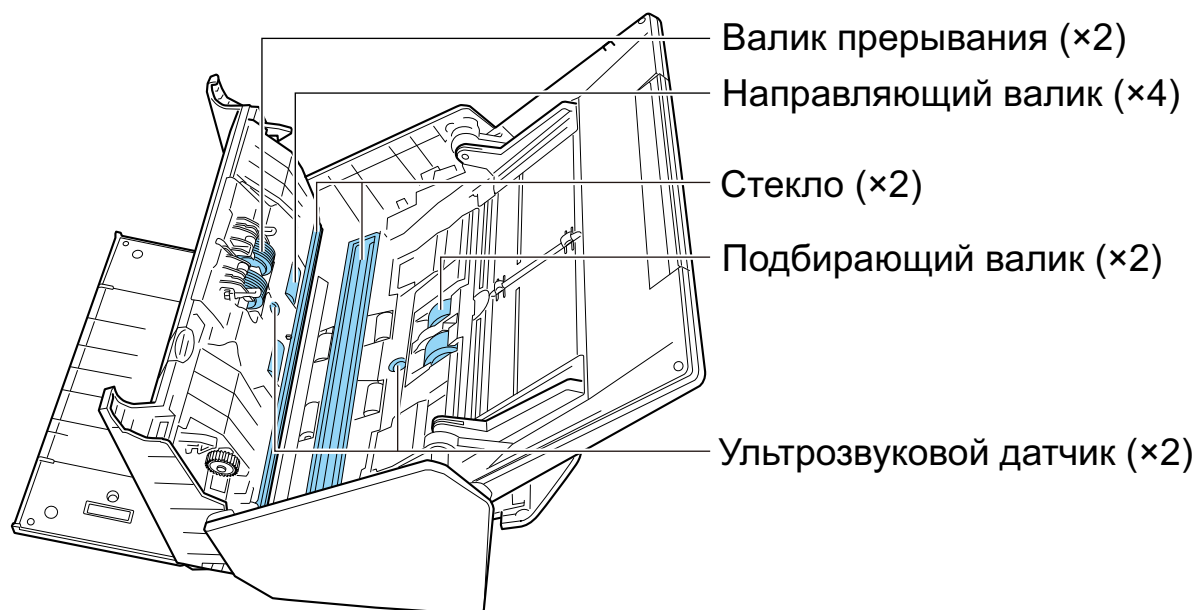 Валик прерывания (×2)
Направляющий валик (×4)
Стекло (×2)
Подбирающий валик (×2)
Ультрозвуковой датчик (×2)